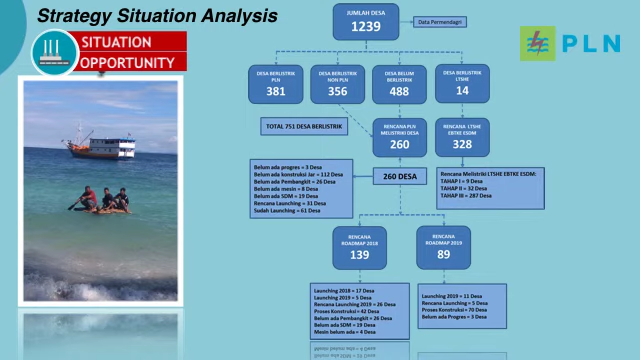 Strategy Situation Analysis
SITUATION
OPPORTUNITY
PLN
JUMLAH DESA
1239
Data Permendagri
DESA BERLISTRIK
PLN
381
DESA BERLISTRIK
NON PLN
356
DESA BELUM
BERLISTRIK
488
DESA BERLISTRIK
LTSHE
14
TOTAL 751 DESA BERLISTRIK
RENCANA PLN
MELISTRIKI DESA
260
RENCANA LTSHE
EBTKE ESDM
328
Belum ada progres = 3 Desa
Belum ada konstruksi Jar = 112 Desa
Belum ada Pembangkit = 26 Desa
Belum ada mesin = 8 Desa
Belum ada SDM = 19 Desa
Rencana Launching = 31 Desa
Sudah Launching = 61 Desa
260 DESA
Rencana Melistriki LTSHE EBTKE ESDM:
TAHAP I = 9 Desa
TAHAP II = 32 Desa
TAHAP III = 287 Desa
RENCANA
ROADMAP 2018
139
RENCANA
ROADMAP 2019
89
Launching 2018 = 17 Desa
Launching 2019 = 5 Desa
Rencana Launching 2019 = 26 Desa
Proses Konstruksi = 42 Desa
Belum ada Pembangkit = 26 Desa
Belum ada SDM = 19 Desa
Mesin belum ada = 4 Desa
Launching 2019 = 11 Desa
Rencana Launching = 5 Desa
Proses Konstruksi = 70 Desa
Belum ada Progres = 3 Desa